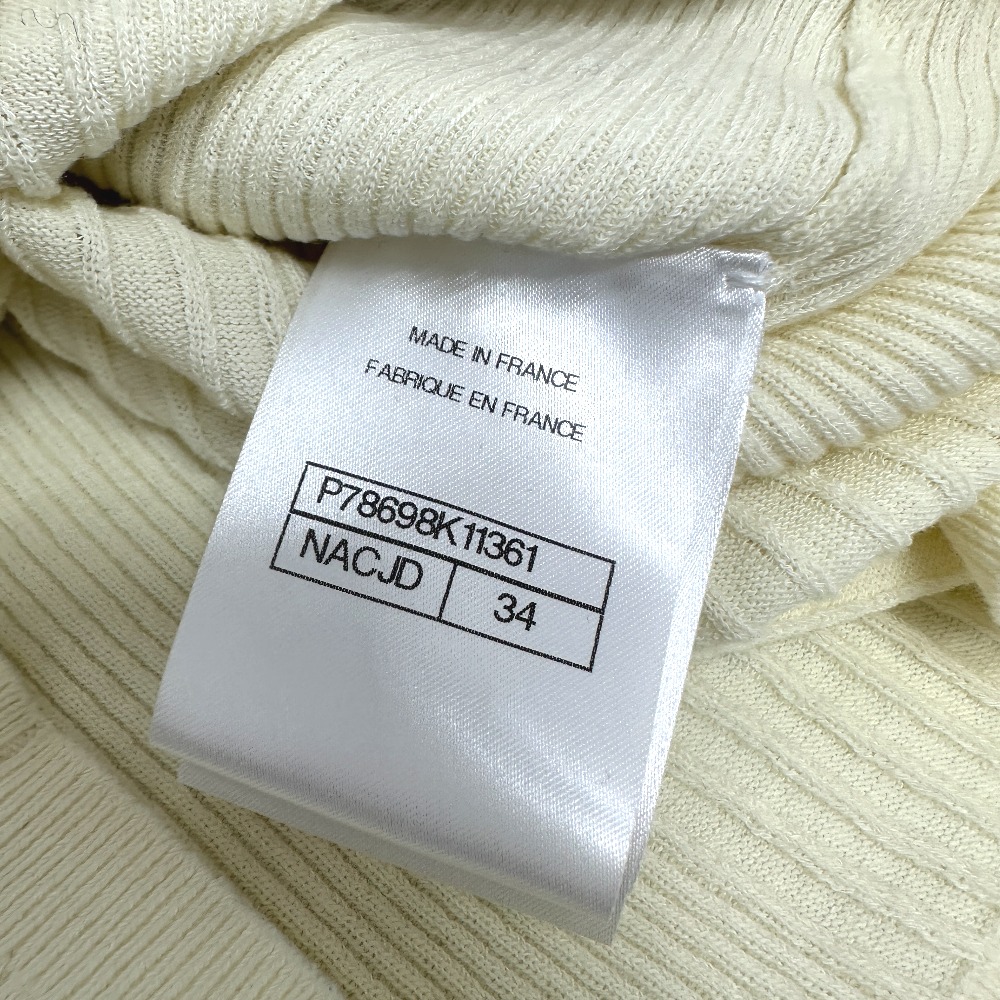 MADE IN FRANCE
FABRIQUE EN FRANCE
P78698K11361
NACJD 34